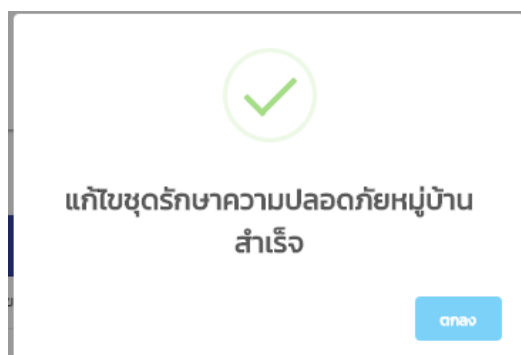 แก้ไขชุดรักษาความปลอดภัยหมู่บ้าน
สำเร็จ
ตกลง